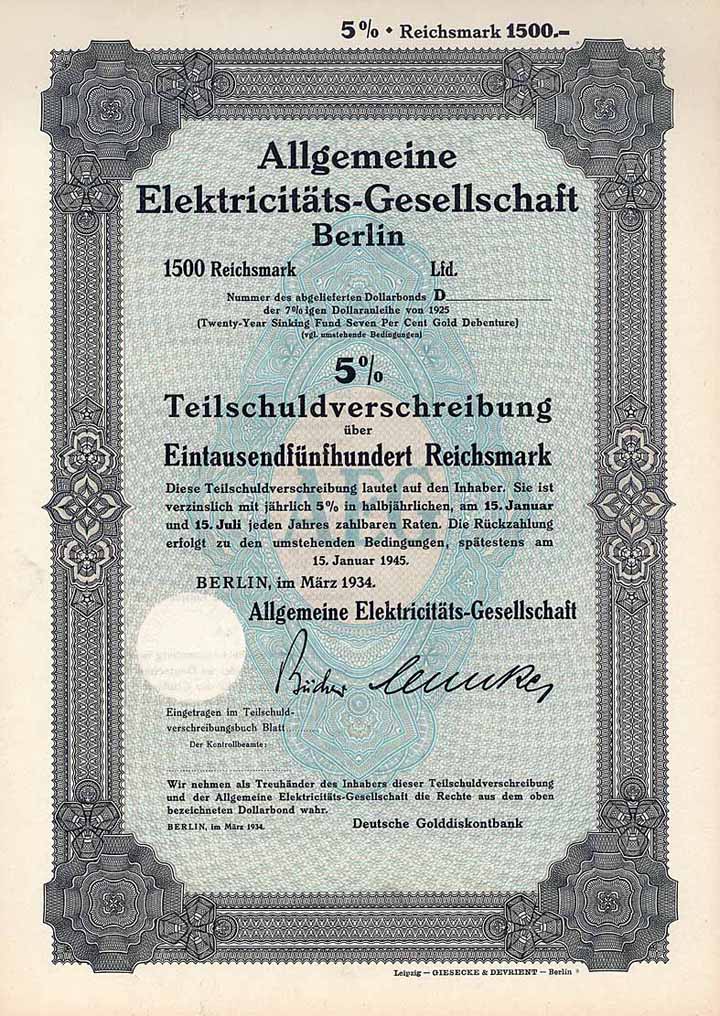 5% • Reichsmark 1500.–
Allgemeine
Elektricitäts-Gesellschaft
Berlin
1500 Reichsmark Lfd.
Nummer des abgelieferten Dollarbonds D
der 7%igen Dollaranleihe von 1925
(Twenty-Year Sinking Fund Seven Per Cent Gold Debenture)
(vgl. umstehende Bedingungen)
5%
Teilschuldverschreibung
über
Eintausendfünfhundert Reichsmark
Diese Teilschuldverschreibung lautet auf den Inhaber. Sie ist
verzinslich mit jährlich 5% in halbjährlichen, am 15. Januar
und 15. Juli jeden Jahres zahlbaren Raten. Die Rückzahlung
erfolgt zu den umstehenden Bedingungen, spätestens am
15. Januar 1945.
BERLIN, im März 1934.
Allgemeine Elektricitäts-Gesellschaft
Bücher
Eingetragen im Teilschuld-
verschreibungsbuch Blatt
Der Kontrollbeamte:
Wir nehmen als Treuhänder des Inhabers dieser Teilschuldverschreibung
und der Allgemeine Elektricitäts-Gesellschaft die Rechte aus dem oben
bezeichneten Dollarbond wahr.
BERLIN, im März 1934. Deutsche Golddiskontbank
Leipzig — GIESECKE & DEVRIENT — Berlin